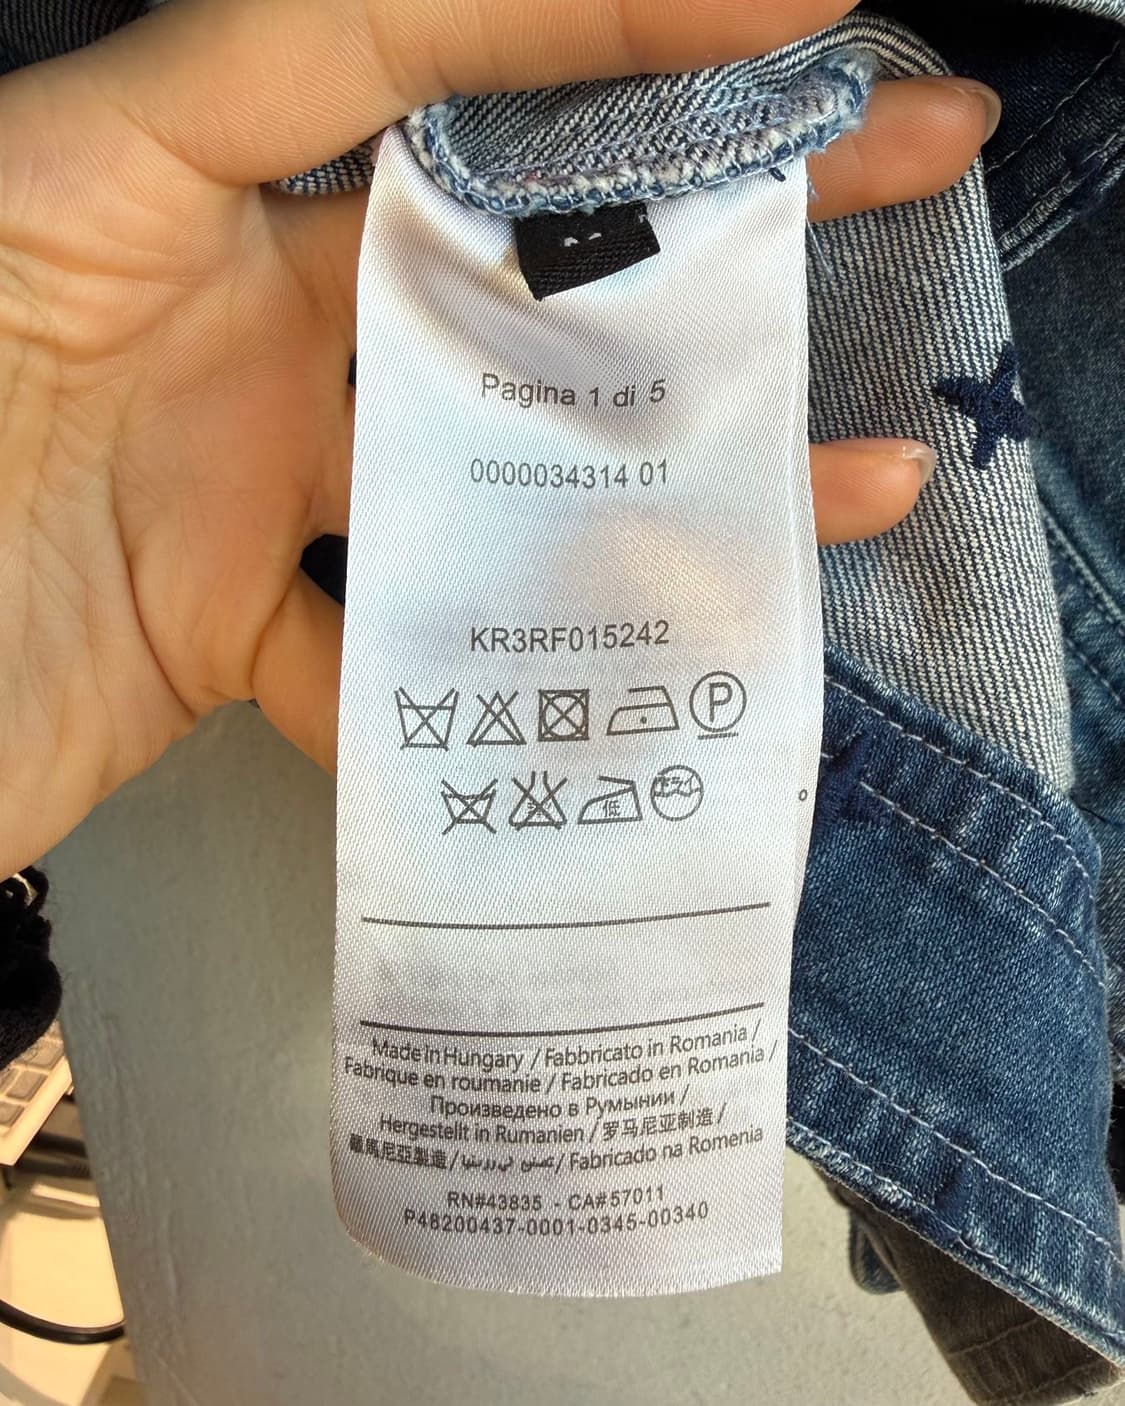 Pagina 1 di 5
0000034314 01
KR3RF015242
P
低
Made in Hungary / Fabbricato in Romania /
Fabrique en roumanie / Fabricado en Romania /
Произведено в Румынии /
Hergestellt in Rumanien / 罗马尼亚制造 /
羅馬尼亞製造 / / Fabricado na Romenia
RN#43835 - CA#57011
P48200437-0001-0345-00340